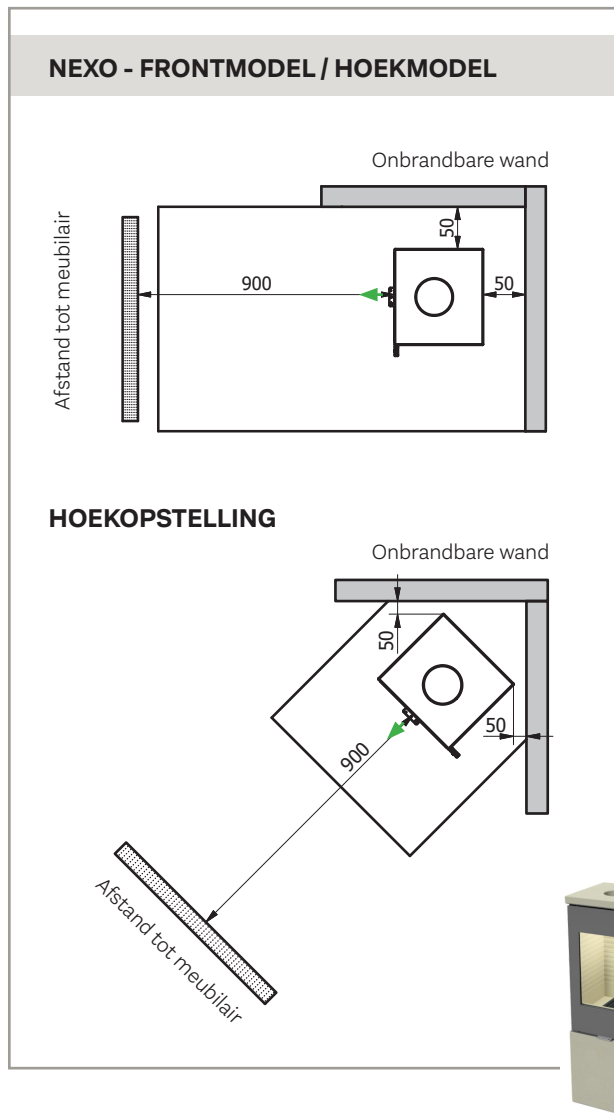 NEXO - FRONTMODEL / HOEKMODEL
Onbrandbare wand
Afstand tot meubilair
50
900
50
HOEKOPSTELLING
Onbrandbare wand
50
50
900
Afstand tot meubilair